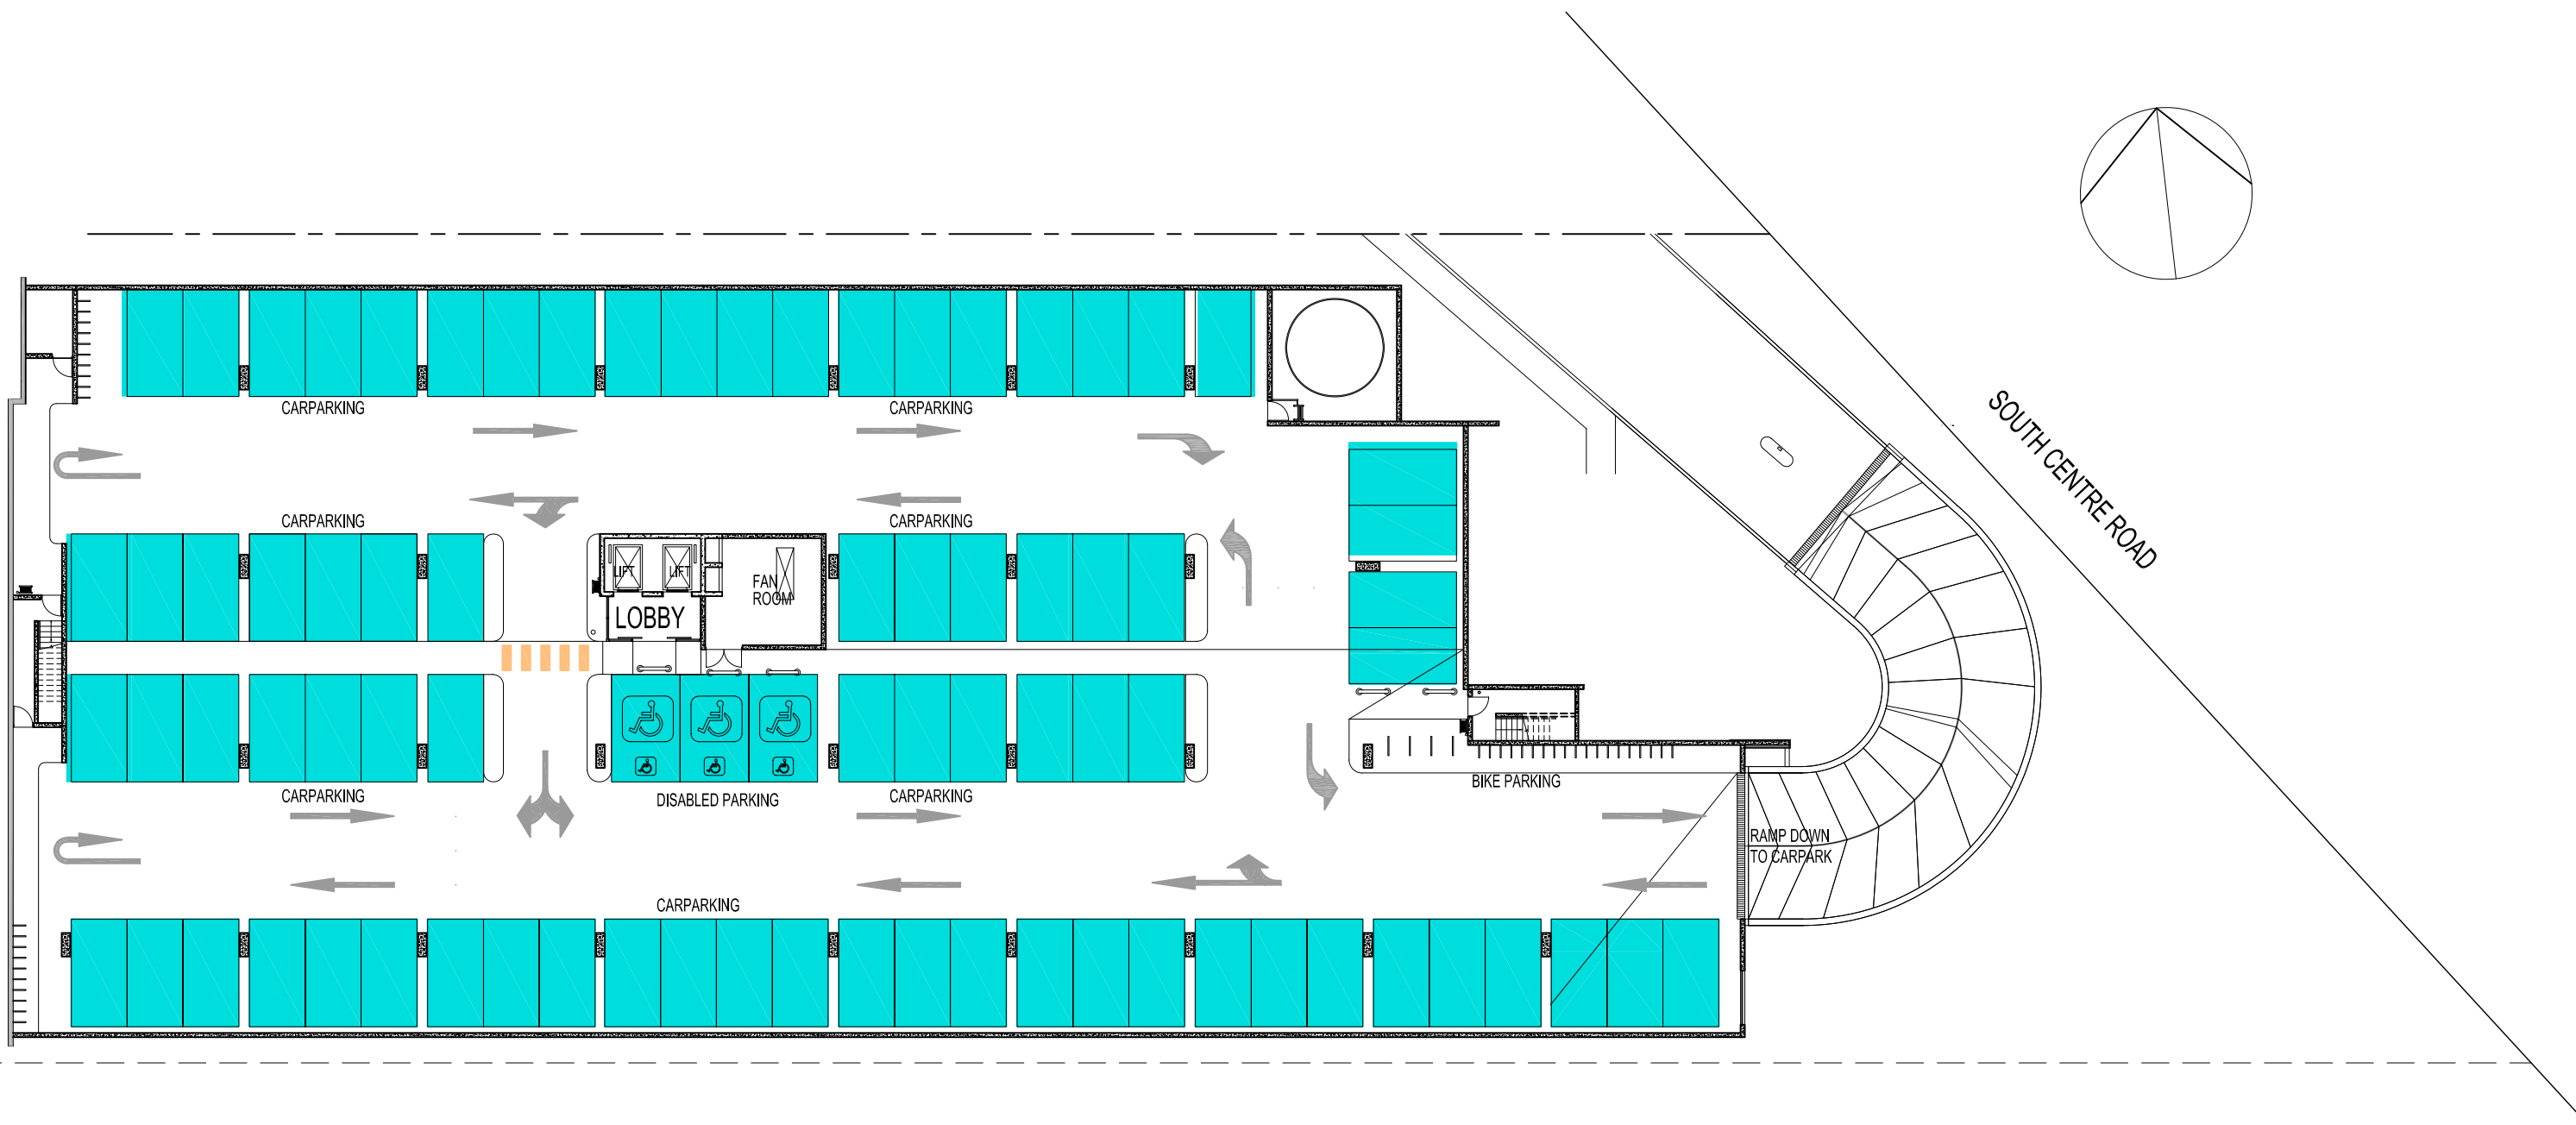 CARPARKING
CARPARKING
SOUTH CENTRE ROAD
CARPARKING
CARPARKING
LIFT
LIFT
FAN
ROOM
LOBBY
CARPARKING
DISABLED PARKING
CARPARKING
BIKE PARKING
RAMP DOWN
TO CARPARK
CARPARKING